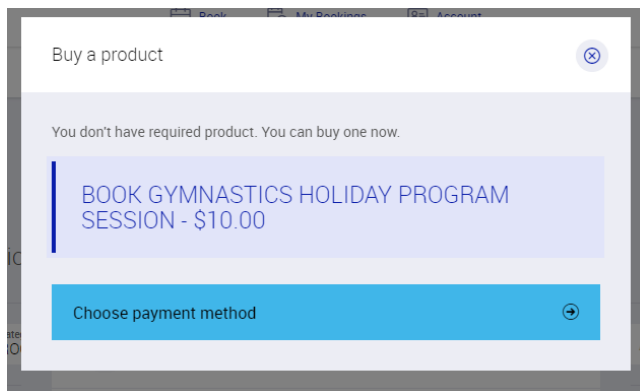 Book My Bookings Account
Buy a product
You don't have required product. You can buy one now.
BOOK GYMNASTICS HOLIDAY PROGRAM
SESSION - $10.00
Choose payment method